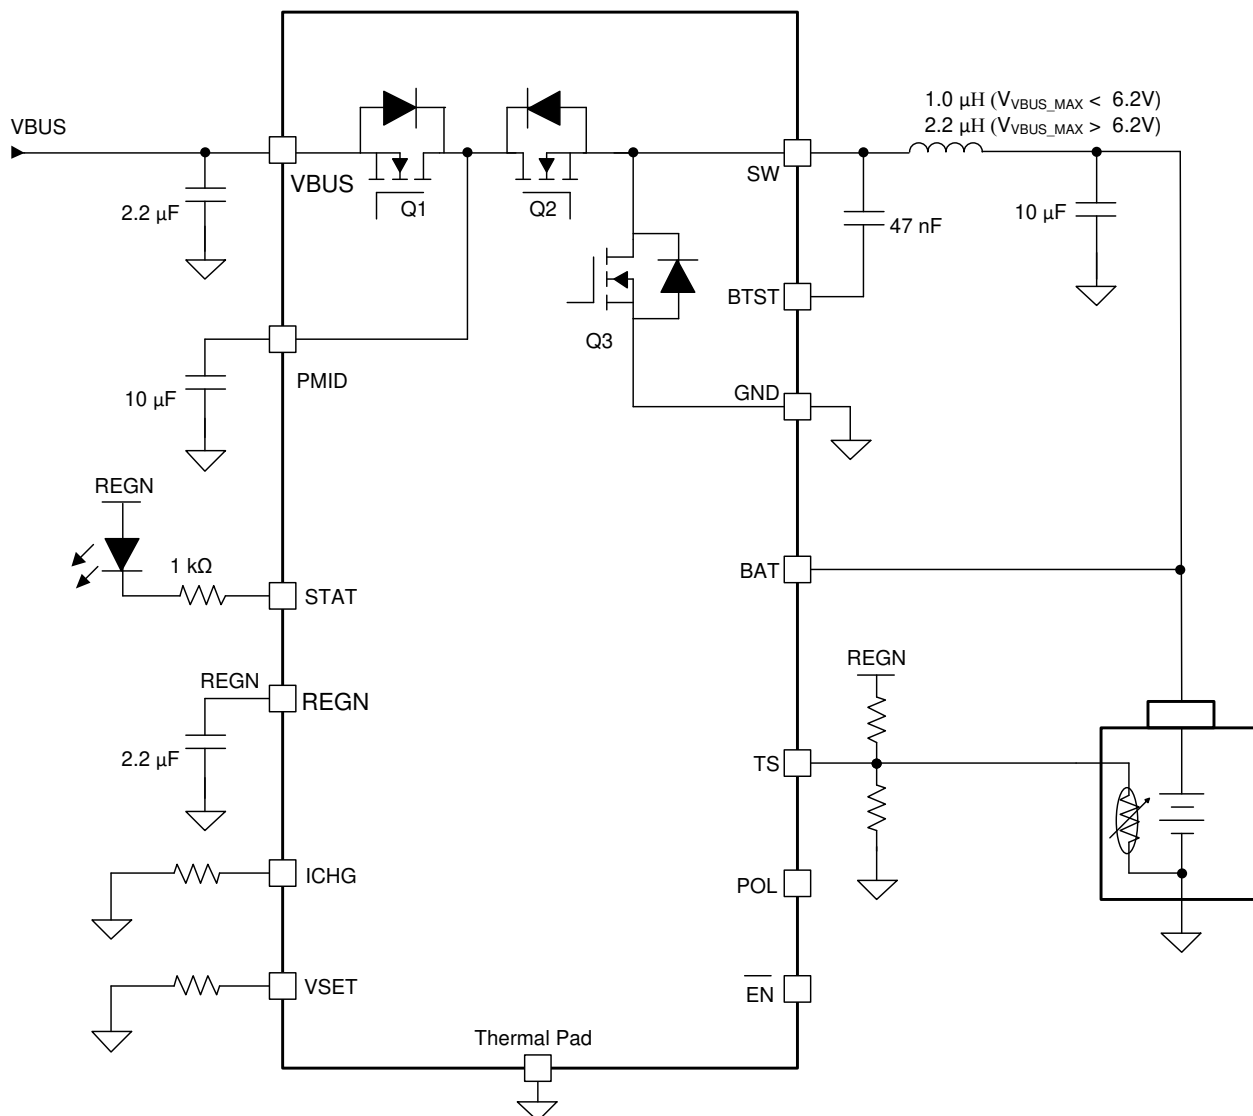 1.0 µH (VVBUS_MAX < 6.2V)
2.2 µH (VVBUS_MAX > 6.2V)
VBUS
VBUS
SW
Q1
Q2
2.2 µF
47 nF
10 µF
BTST
Q3
PMID
10 µF
GND
REGN
1 kΩ
STAT
BAT
REGN
REGN
REGN
2.2 µF
TS
ICHG
POL
VSET
EN
Thermal Pad